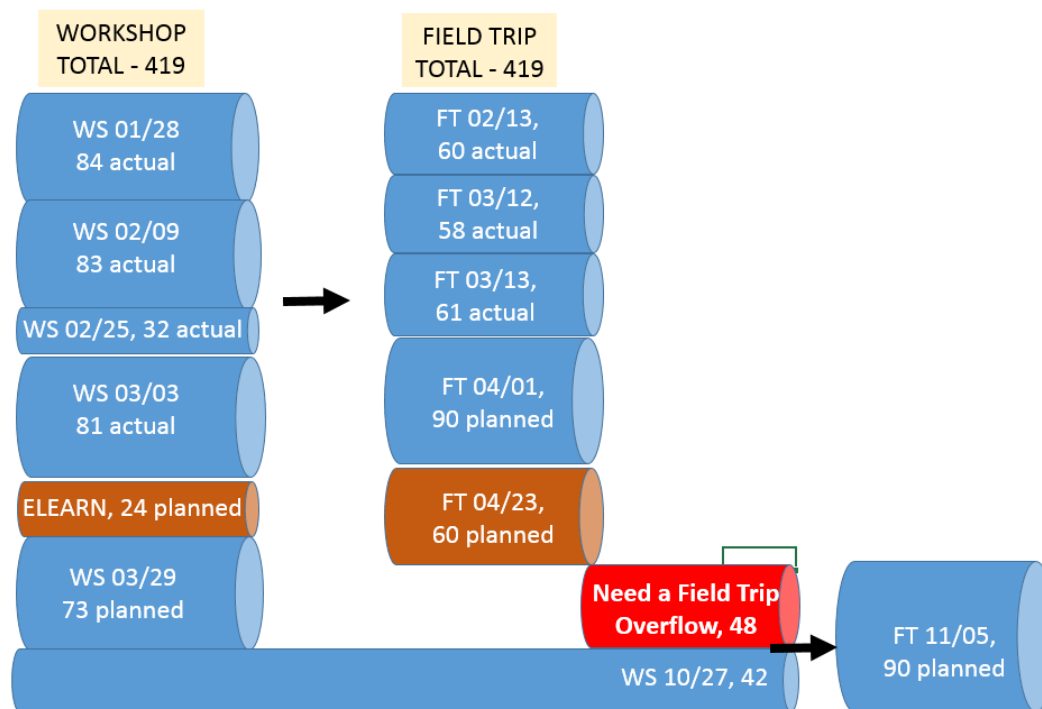 WORKSHOP
TOTAL - 419
WS 01/28
84 actual
WS 02/09
83 actual
WS 02/25, 32 actual
WS 03/03
81 actual
ELEARN, 24 planned
WS 03/29
73 planned
FIELD TRIP
TOTAL - 419
FT 02/13,
60 actual
FT 03/12,
58 actual
FT 03/13,
61 actual
FT 04/01,
90 planned
FT 04/23,
60 planned
Need a Field Trip
Overflow, 48
WS 10/27, 42
FT 11/05,
90 planned